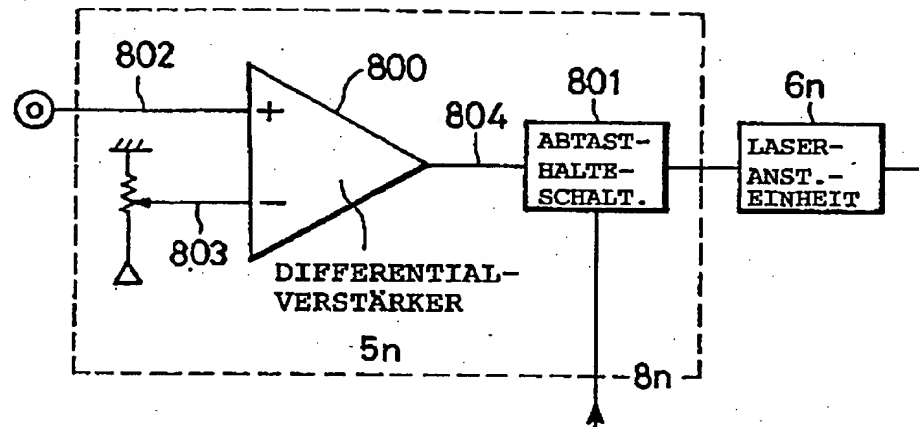 802
800
801
6n
+
804
ABTAST-
HALTE-
SCHALT.
LASER-
ANST.-
EINHEIT
−
803
DIFFERENTIAL-
VERSTÄRKER
5n
8n